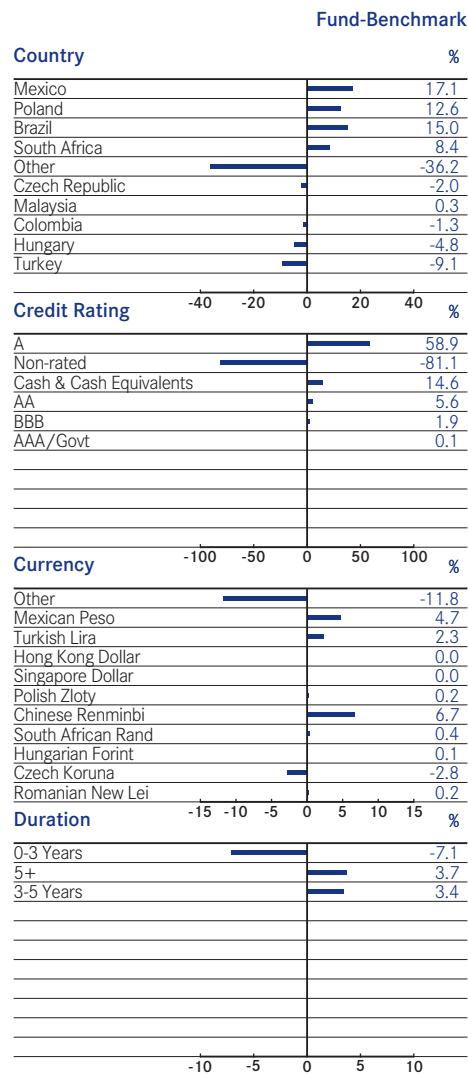 Fund-Benchmark
Country %
Mexico 17.1
Poland 12.6
Brazil 15.0
South Africa 8.4
Other -36.2
Czech Republic -2.0
Malaysia 0.3
Colombia -1.3
Hungary -4.8
Turkey -9.1
-40 -20 0 20 40
Credit Rating %
A 58.9
Non-rated -81.1
Cash & Cash Equivalents 14.6
AA 5.6
BBB 1.9
AAA/Govt 0.1
-100 -50 0 50 100
Currency %
Other -11.8
Mexican Peso 4.7
Turkish Lira 2.3
Hong Kong Dollar 0.0
Singapore Dollar 0.0
Polish Zloty 0.2
Chinese Renminbi 6.7
South African Rand 0.4
Hungarian Forint 0.1
Czech Koruna -2.8
Romanian New Lei 0.2
-15 -10 -5 0 5 10 15
Duration %
0-3 Years -7.1
5+ 3.7
3-5 Years 3.4
-10 -5 0 5 10